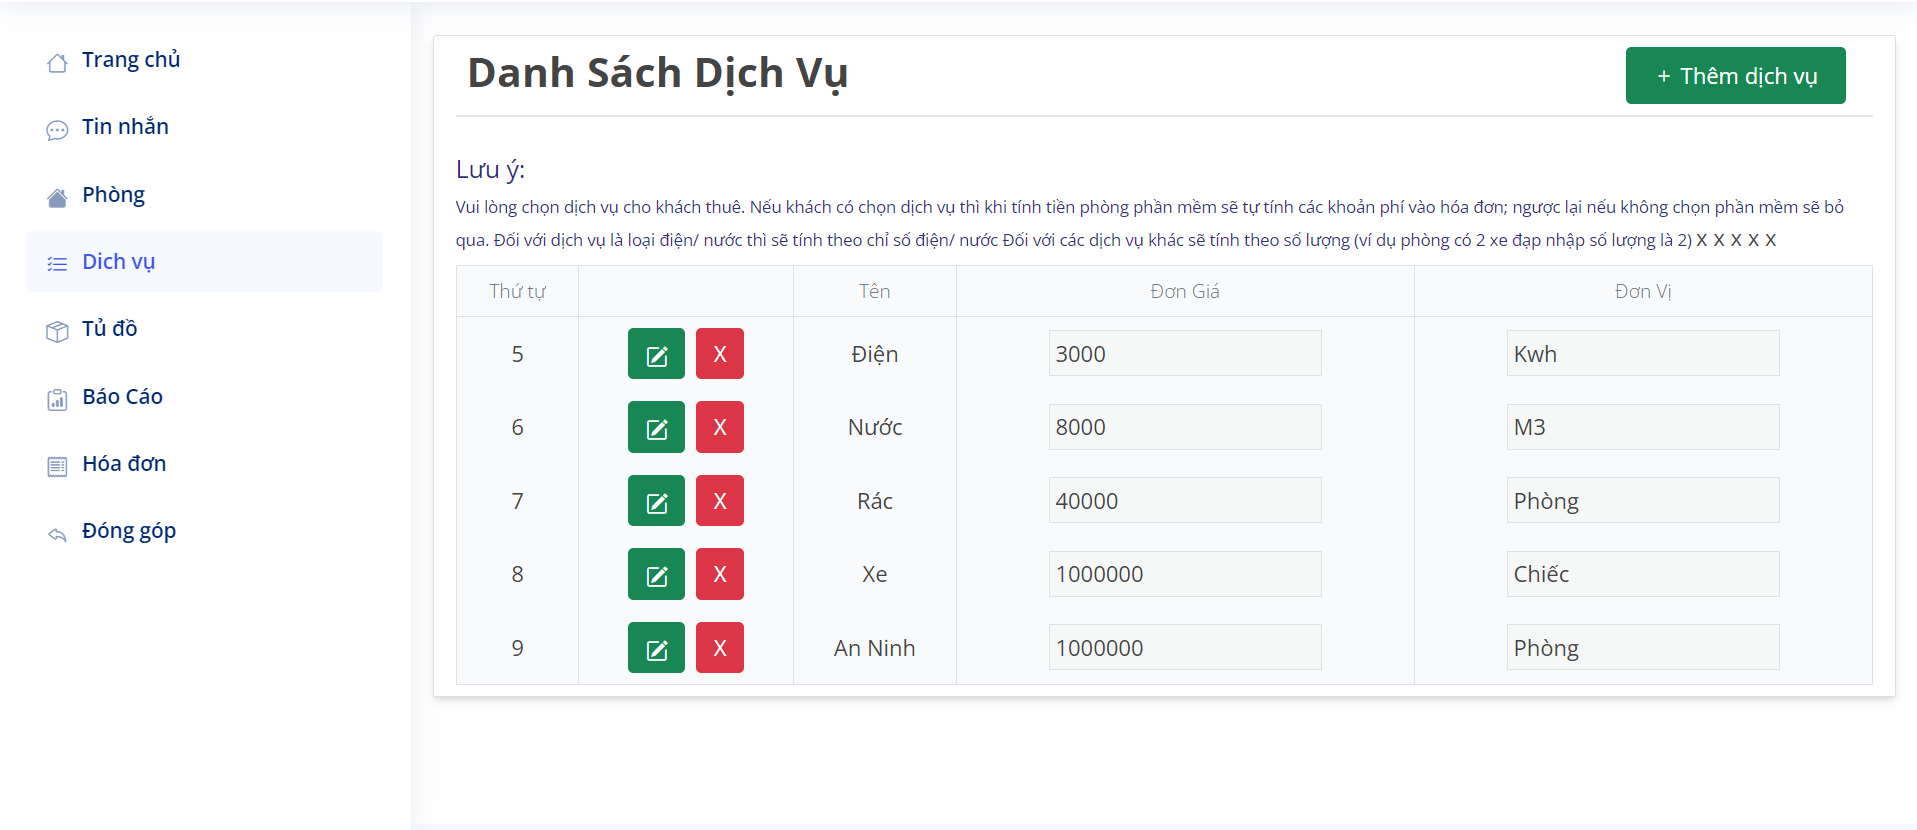 Trang chủ
Tin nhắn
Phòng
Dich vụ
Tủ đồ
Báo Cáo
Hóa đơn
Đóng góp
Danh Sách Dịch Vụ
+ Thêm dịch vụ
Lưu ý:
Vui lòng chọn dịch vụ cho khách thuê. Nếu khách có chọn dịch vụ thì khi tính tiền phòng phần mềm sẽ tự tính các khoản phí vào hóa đơn; ngược lại nếu không chọn phần mềm sẽ bỏ
qua. Đối với dịch vụ là loại điện/ nước thì sẽ tính theo chỉ số điện/ nước Đối với các dịch vụ khác sẽ tính theo số lượng (ví dụ phòng có 2 xe đạp nhập số lượng là 2) X X X X X
Thứ tự Tên Đơn Giá Đơn Vị
5 X Điện 3000 Kwh
6 X Nước 8000 M3
7 X Rác 40000 Phòng
8 X Xe 1000000 Chiếc
9 X An Ninh 1000000 Phòng